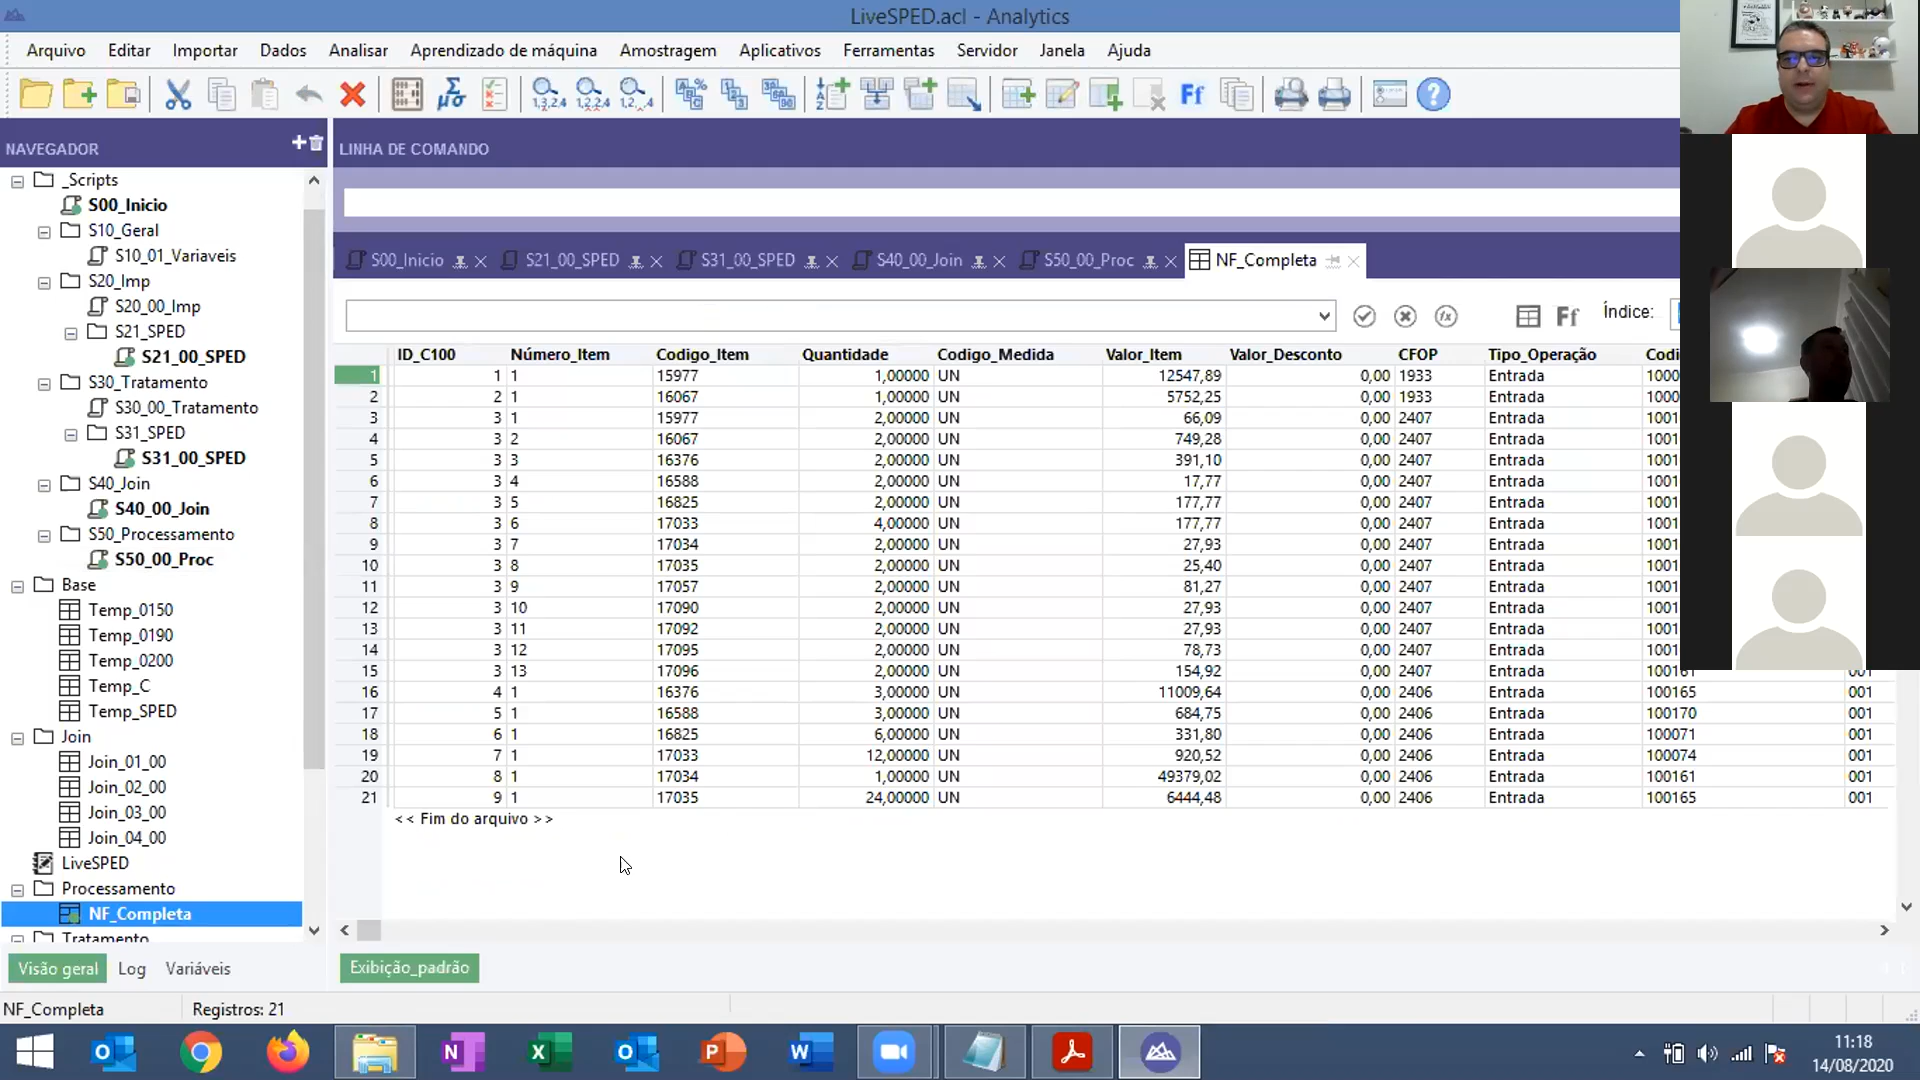 LiveSPED.acl - Analytics
Arquivo Editar Importar Dados Analisar Aprendizado de máquina Amostragem Aplicativos Ferramentas Servidor Janela Ajuda
NAVEGADOR
_Scripts
S00_Inicio
S10_Geral
S10_01_Variaveis
S20_Imp
S20_00_Imp
S21_SPED
S21_00_SPED
S30_Tratamento
S30_00_Tratamento
S31_SPED
S31_00_SPED
S40_Join
S40_00_Join
S50_Processamento
S50_00_Proc
Base
Temp_0150
Temp_0190
Temp_0200
Temp_C
Temp_SPED
Join
Join_01_00
Join_02_00
Join_03_00
Join_04_00
LiveSPED
Processamento
NF_Completa
Tratamento
Visão geral Log Variáveis
LINHA DE COMANDO
S00_Inicio S21_00_SPED S31_00_SPED S40_00_Join S50_00_Proc NF_Completa
Ff Índice:
ID_C100 Número_Item Codigo_Item Quantidade Codigo_Medida Valor_Item Valor_Desconto CFOP Tipo_Operação Codi
1 1 1 15977 1,00000 UN 12547,89 0,00 1933 Entrada 1000
2 2 1 16067 1,00000 UN 5752,25 0,00 1933 Entrada 1000
3 3 1 15977 2,00000 UN 66,09 0,00 2407 Entrada 1001
4 3 2 16067 2,00000 UN 749,28 0,00 2407 Entrada 1001
5 3 3 16376 2,00000 UN 391,10 0,00 2407 Entrada 1001
6 3 4 16588 2,00000 UN 17,77 0,00 2407 Entrada 1001
7 3 5 16825 2,00000 UN 177,77 0,00 2407 Entrada 1001
8 3 6 17033 4,00000 UN 177,77 0,00 2407 Entrada 1001
9 3 7 17034 2,00000 UN 27,93 0,00 2407 Entrada 1001
10 3 8 17035 2,00000 UN 25,40 0,00 2407 Entrada 1001
11 3 9 17057 2,00000 UN 81,27 0,00 2407 Entrada 1001
12 3 10 17090 2,00000 UN 27,93 0,00 2407 Entrada 1001
13 3 11 17092 2,00000 UN 27,93 0,00 2407 Entrada 1001
14 3 12 17095 2,00000 UN 78,73 0,00 2407 Entrada 1001
15 3 13 17096 2,00000 UN 154,92 0,00 2407 Entrada 100161 001
16 4 1 16376 3,00000 UN 11009,64 0,00 2406 Entrada 100165 001
17 5 1 16588 3,00000 UN 684,75 0,00 2406 Entrada 100170 001
18 6 1 16825 6,00000 UN 331,80 0,00 2406 Entrada 100071 001
19 7 1 17033 12,00000 UN 920,52 0,00 2406 Entrada 100074 001
20 8 1 17034 1,00000 UN 49379,02 0,00 2406 Entrada 100161 001
21 9 1 17035 24,00000 UN 6444,48 0,00 2406 Entrada 100165 001
<< Fim do arquivo >>
Exibição_padrão
NF_Completa Registros: 21
11:18
14/08/2020